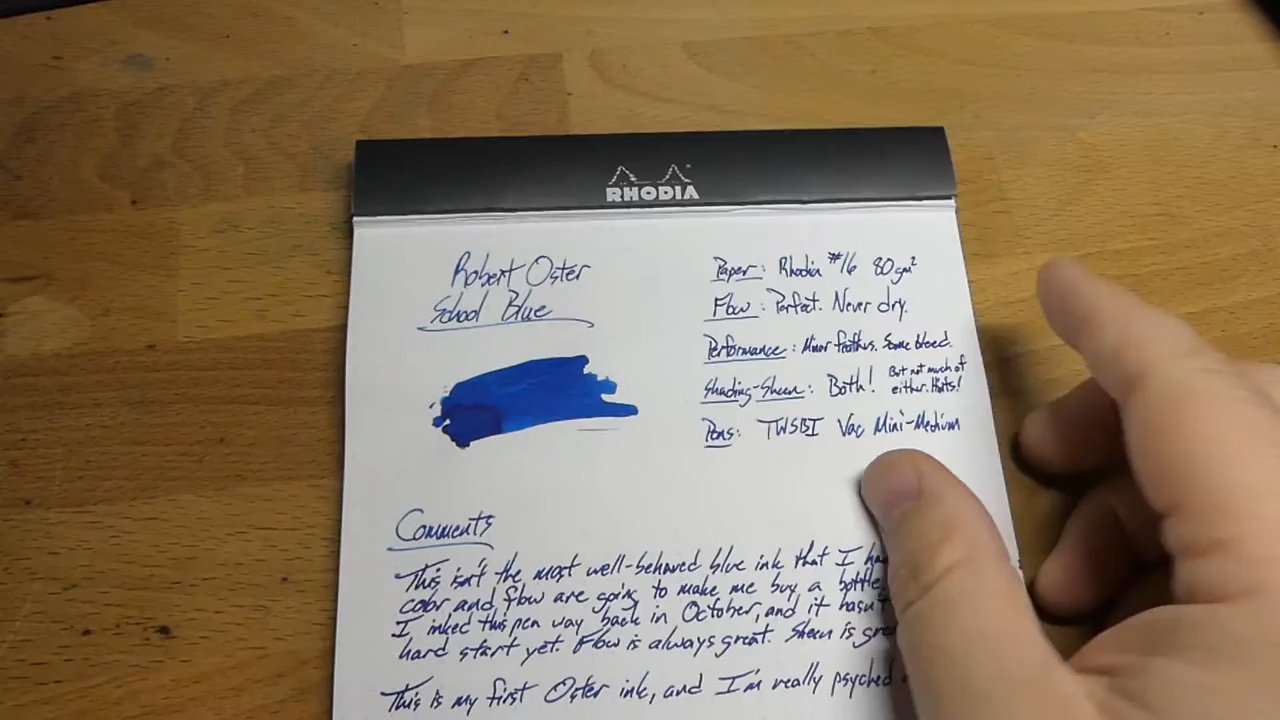 RHODIA
Robert Oster
School Blue
Paper: Rhodia #16 80gm²
Flow: Perfect. Never dry.
Performance: Minor feathers. Some bleed.
Shading-Sheen: Both! But not much of
either. Hints!
Pens: TWSBI Vac Mini-Medium
Comments
This isn't the most well-behaved blue ink that I
color and flow are going to make me buy a bottle
I inked this pen way back in October, and it
hard start yet. Flow is always great. Sheen is
This is my first Oster ink, and I'm really psyched